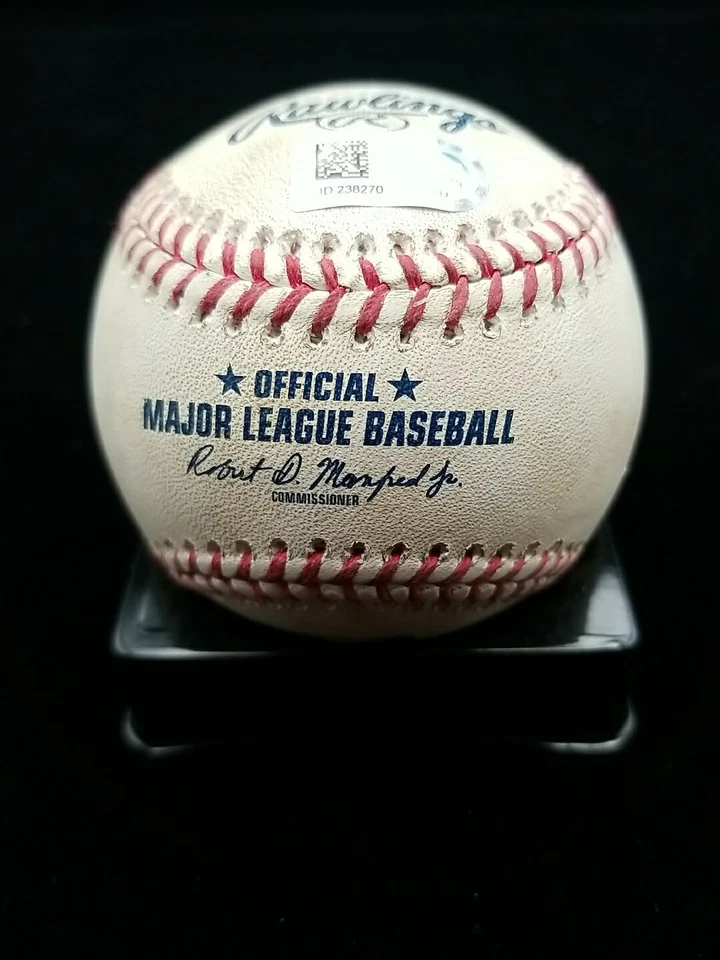 Rawlings
ID 238270
★ OFFICIAL ★
MAJOR LEAGUE BASEBALL
Robert D. Manfred Jr.
COMMISSIONER